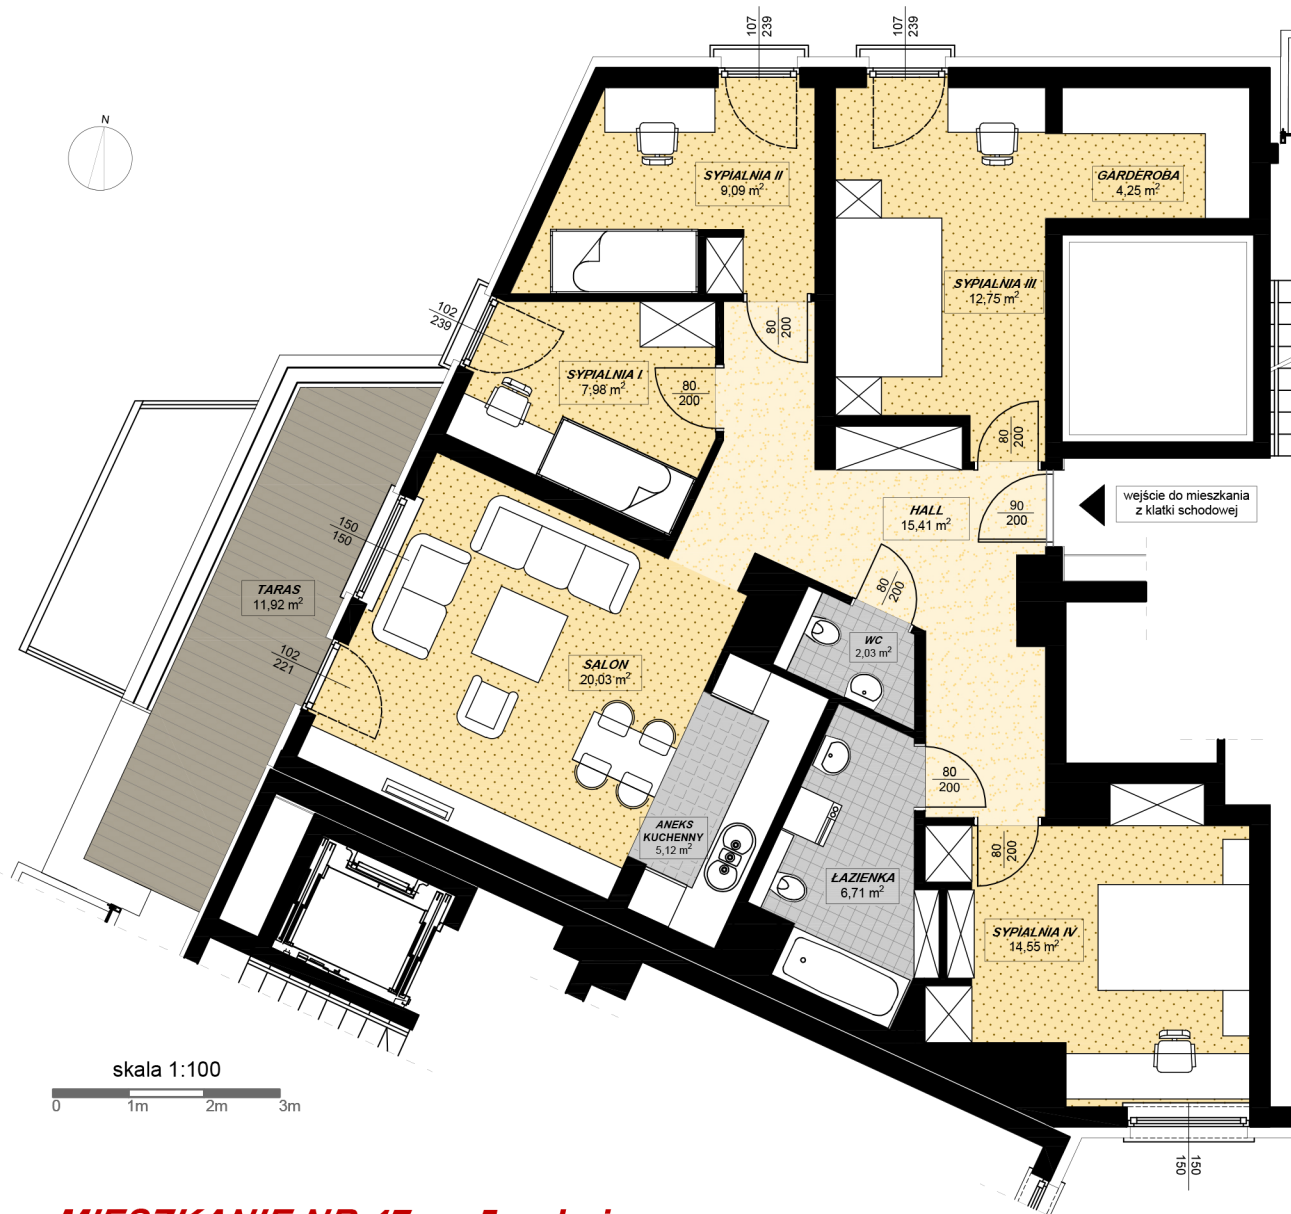 107
239
107
239
N
SYPIALNIA II
9,09 m²
GARDEROBA
4,25 m²
SYPIALNIA III
12,75 m²
102
239
80
200
SYPIALNIA I
7,98 m²
80
200
80
200
wejście do mieszkania
z klatki schodowej
HALL
15,41 m²
90
200
150
150
TARAS
11,92 m²
80
200
WC
2,03 m²
102
221
SALON
20,03 m²
80
200
ANEKS
KUCHENNY
5,12 m²
80
200
ŁAZIENKA
6,71 m²
SYPIALNIA IV
14,55 m²
skala 1:100
0 1m 2m 3m
150
150